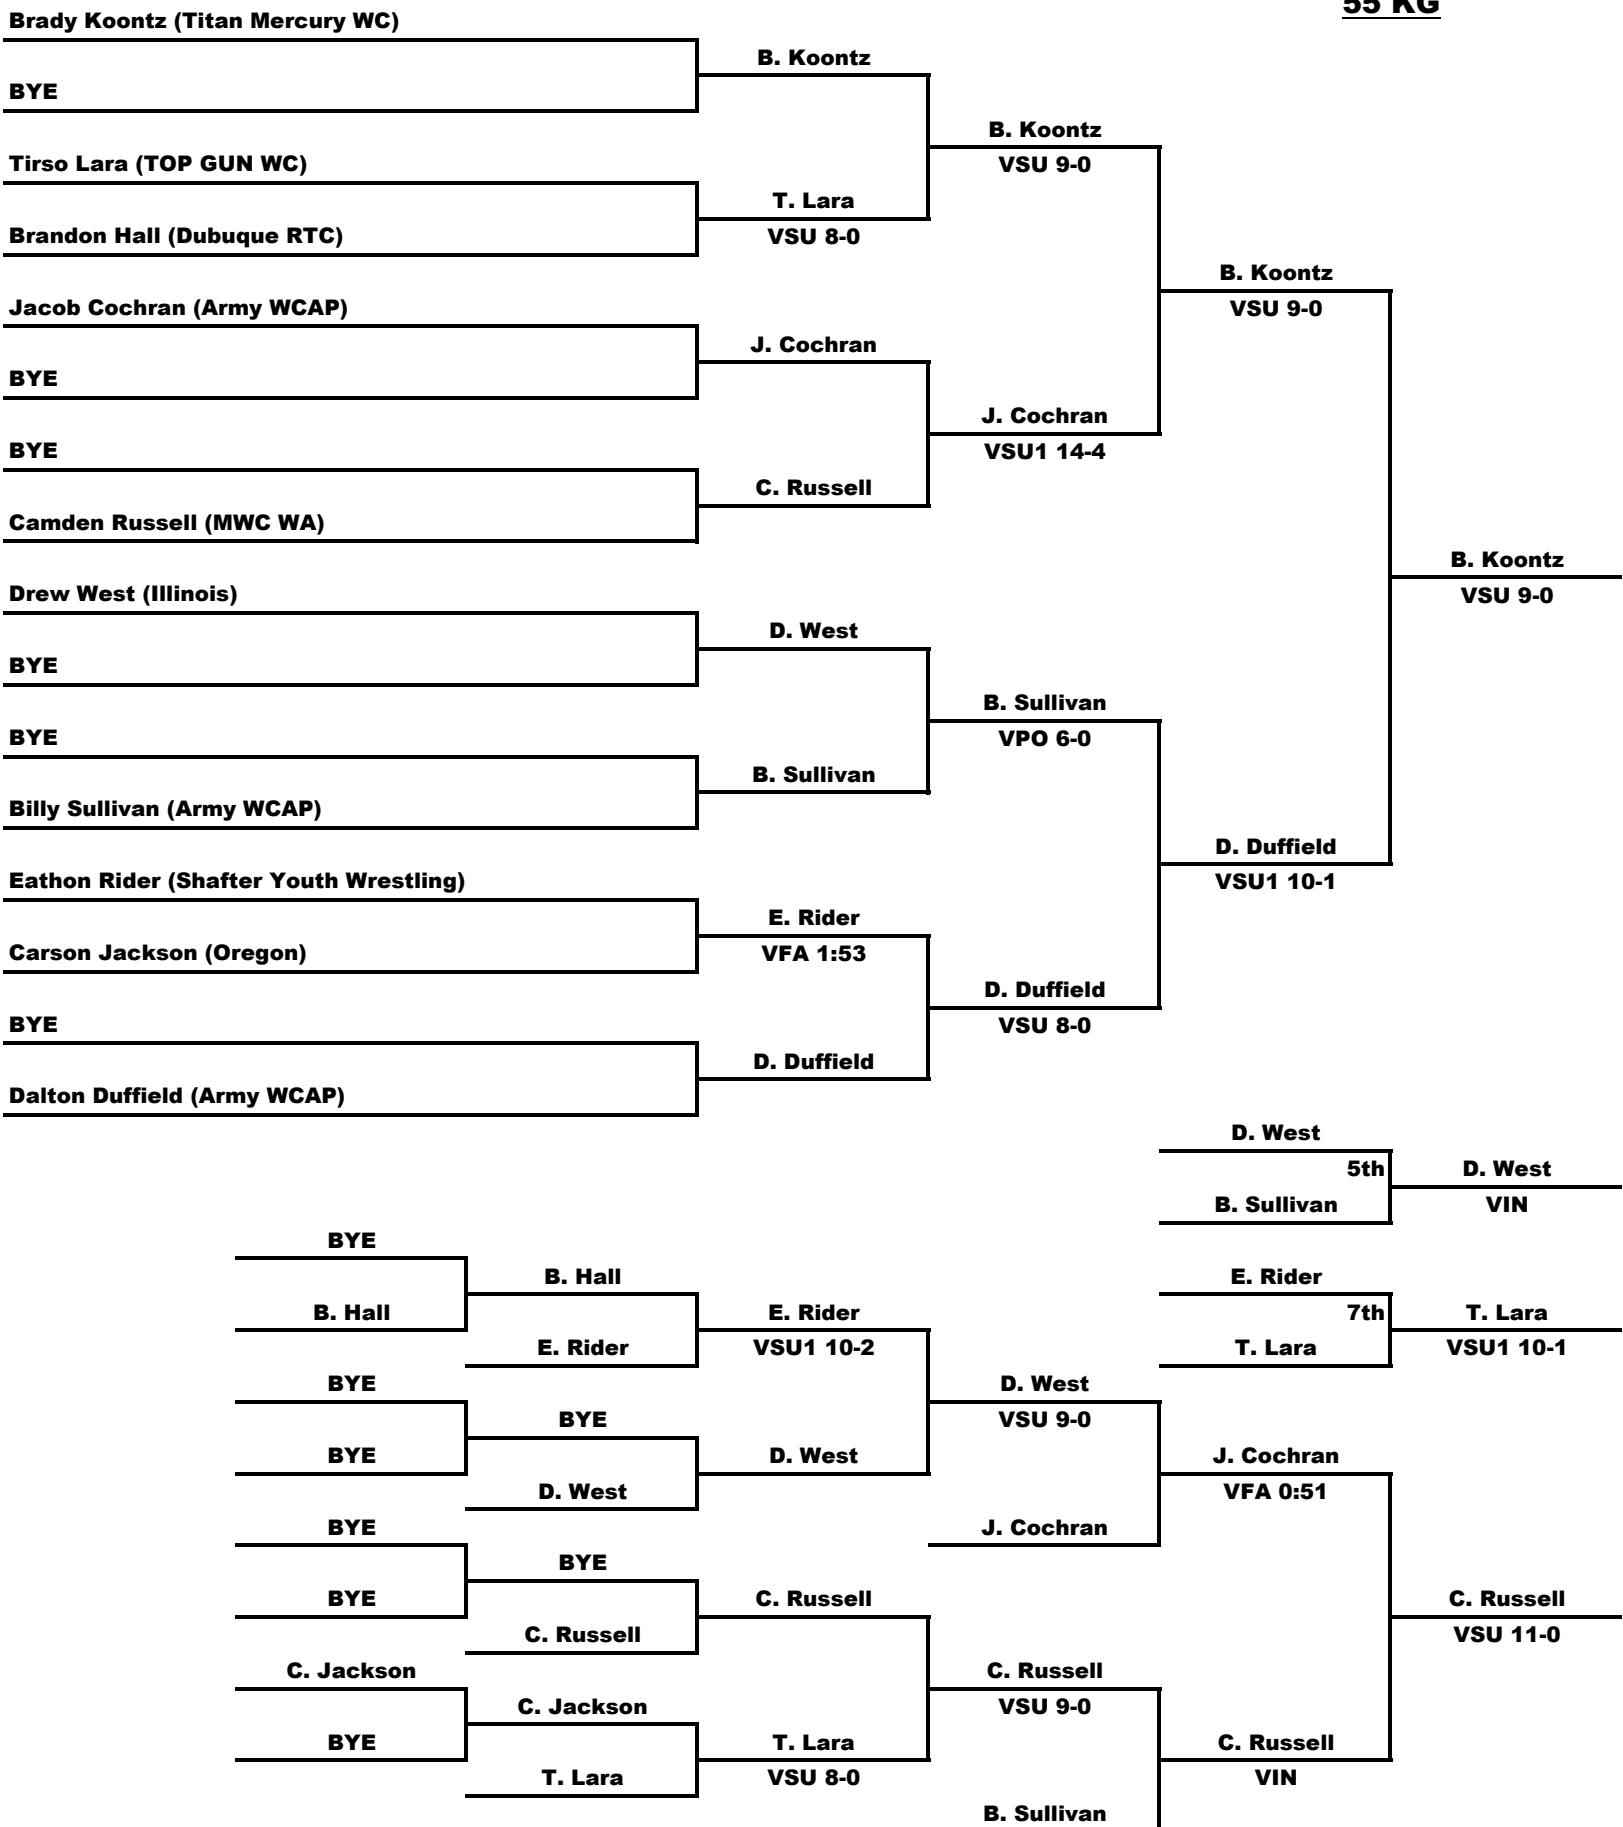 55 KG
Brady Koontz (Titan Mercury WC)
B. Koontz
BYE
B. Koontz
VSU 9-0
Tirso Lara (TOP GUN WC)
T. Lara
VSU 8-0
Brandon Hall (Dubuque RTC)
B. Koontz
VSU 9-0
Jacob Cochran (Army WCAP)
J. Cochran
BYE
J. Cochran
VSU1 14-4
BYE
C. Russell
Camden Russell (MWC WA)
B. Koontz
VSU 9-0
Drew West (Illinois)
D. West
BYE
B. Sullivan
VPO 6-0
BYE
B. Sullivan
Billy Sullivan (Army WCAP)
D. Duffield
VSU1 10-1
Eathon Rider (Shafter Youth Wrestling)
E. Rider
VFA 1:53
Carson Jackson (Oregon)
D. Duffield
VSU 8-0
BYE
D. Duffield
Dalton Duffield (Army WCAP)
D. West
5th
D. West
VIN
B. Sullivan
BYE
B. Hall
E. Rider
B. Hall
E. Rider
7th
T. Lara
E. Rider
VSU1 10-2
T. Lara
VSU1 10-1
BYE
D. West
VSU 9-0
BYE
BYE
D. West
J. Cochran
VFA 0:51
D. West
BYE
J. Cochran
BYE
BYE
C. Russell
C. Russell
VSU 11-0
C. Russell
C. Jackson
C. Russell
VSU 9-0
C. Jackson
BYE
T. Lara
VSU 8-0
C. Russell
VIN
T. Lara
B. Sullivan